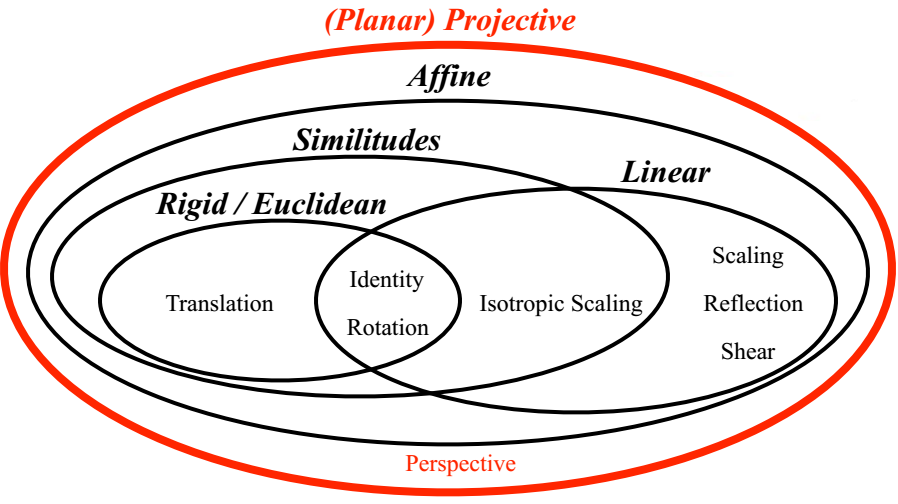 (Planar) Projective
Affine
Similitudes
Linear
Rigid / Euclidean
Scaling
Identity
Translation
Isotropic Scaling
Reflection
Rotation
Shear
Perspective